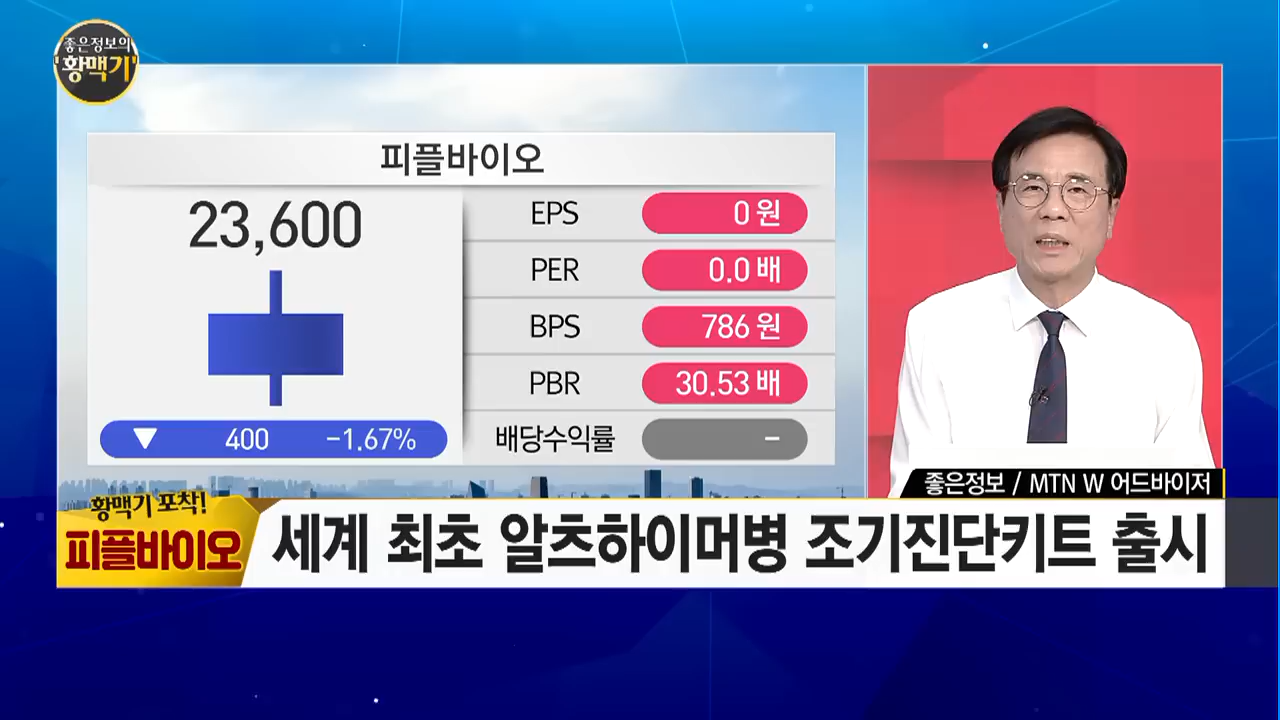 좋은정보의
'황맥기'
피플바이오
23,600
▼ 400 -1.67%
EPS 0 원
PER 0.0 배
BPS 786 원
PBR 30.53 배
배당수익률 -
좋은정보 / MTN W 어드바이저
황맥기 포착!
피플바이오
세계 최초 알츠하이머병 조기진단키트 출시